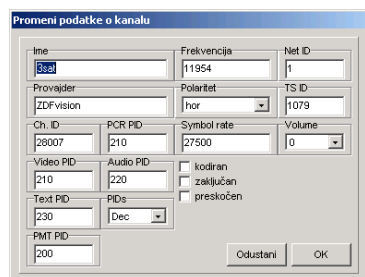 Promeni podatke o kanalu
Ime Frekvencija Net ID
3sat 11954 1
Provajder Polaritet TS ID
ZDFvision hor 1079
Ch. ID PCR PID Symbol rate Volume
28007 210 27500 0
Video PID Audio PID kodiran
210 220 zaključan
Text PID PIDs preskočen
230 Dec
PMT PID
200 Odustani OK